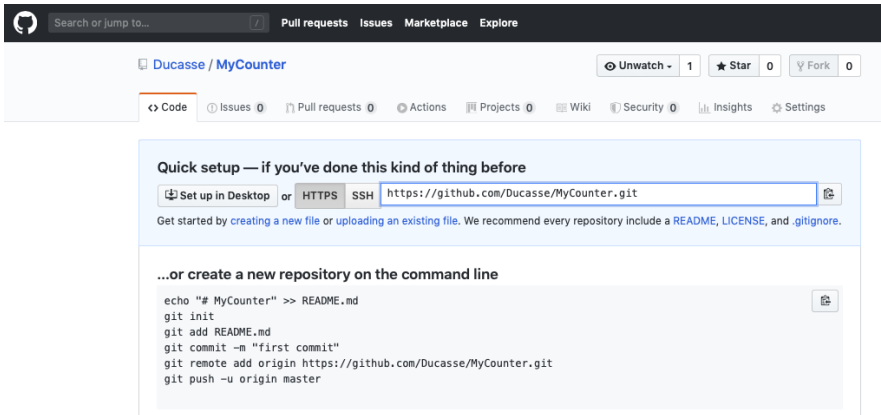 Search or jump to... / Pull requests Issues Marketplace Explore
Ducasse / MyCounter Unwatch 1 Star 0 Fork 0
<> Code Issues 0 Pull requests 0 Actions Projects 0 Wiki Security 0 Insights Settings
Quick setup — if you’ve done this kind of thing before
Set up in Desktop or HTTPS SSH https://github.com/Ducasse/MyCounter.git
Get started by creating a new file or uploading an existing file. We recommend every repository include a README, LICENSE, and .gitignore.
...or create a new repository on the command line
echo "# MyCounter" >> README.md
git init
git add README.md
git commit -m "first commit"
git remote add origin https://github.com/Ducasse/MyCounter.git
git push -u origin master